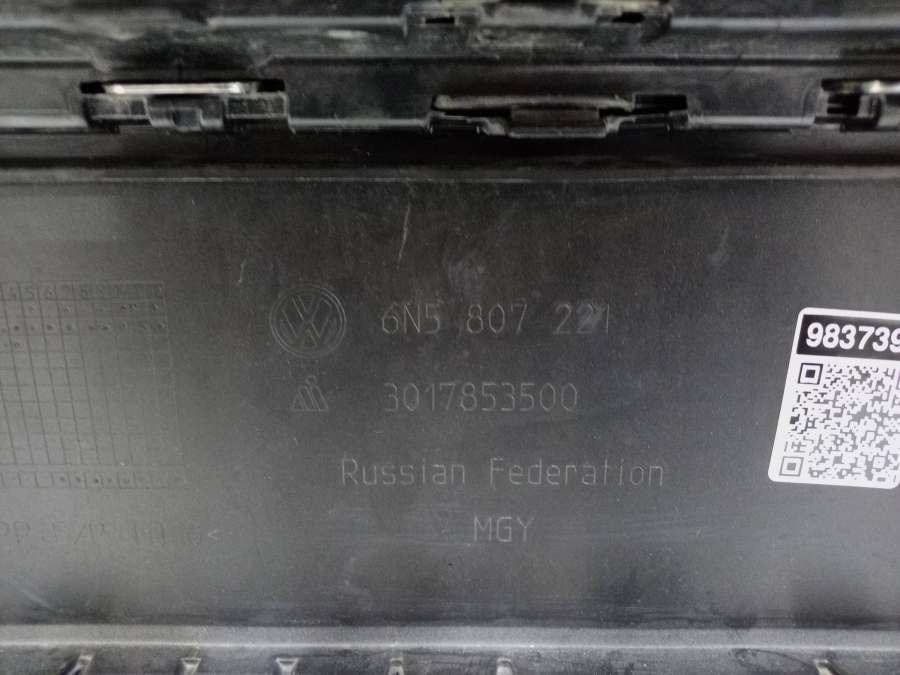 6N5 807 221
983739
3017853500
Russian Federation
MGY